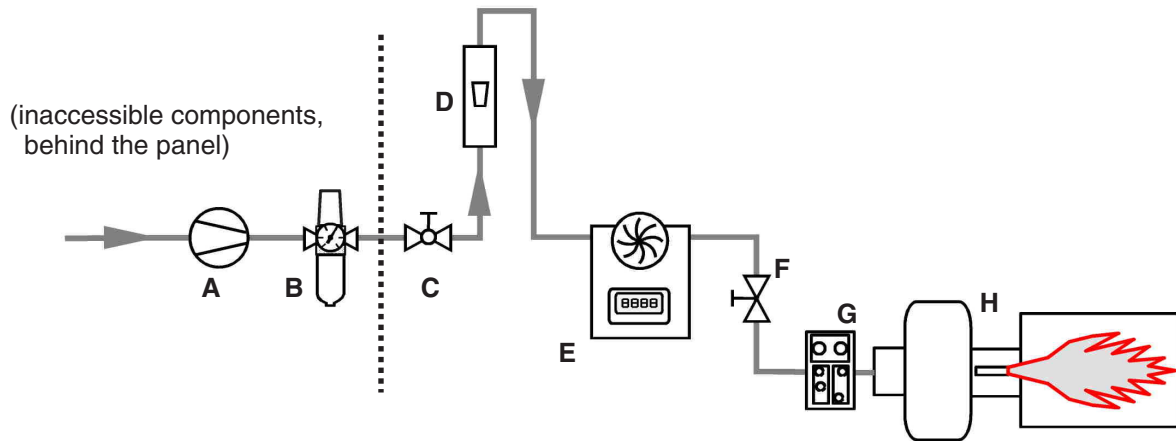 (inaccessible components,
behind the panel)
A
B
C
D
E
8888
F
G
H